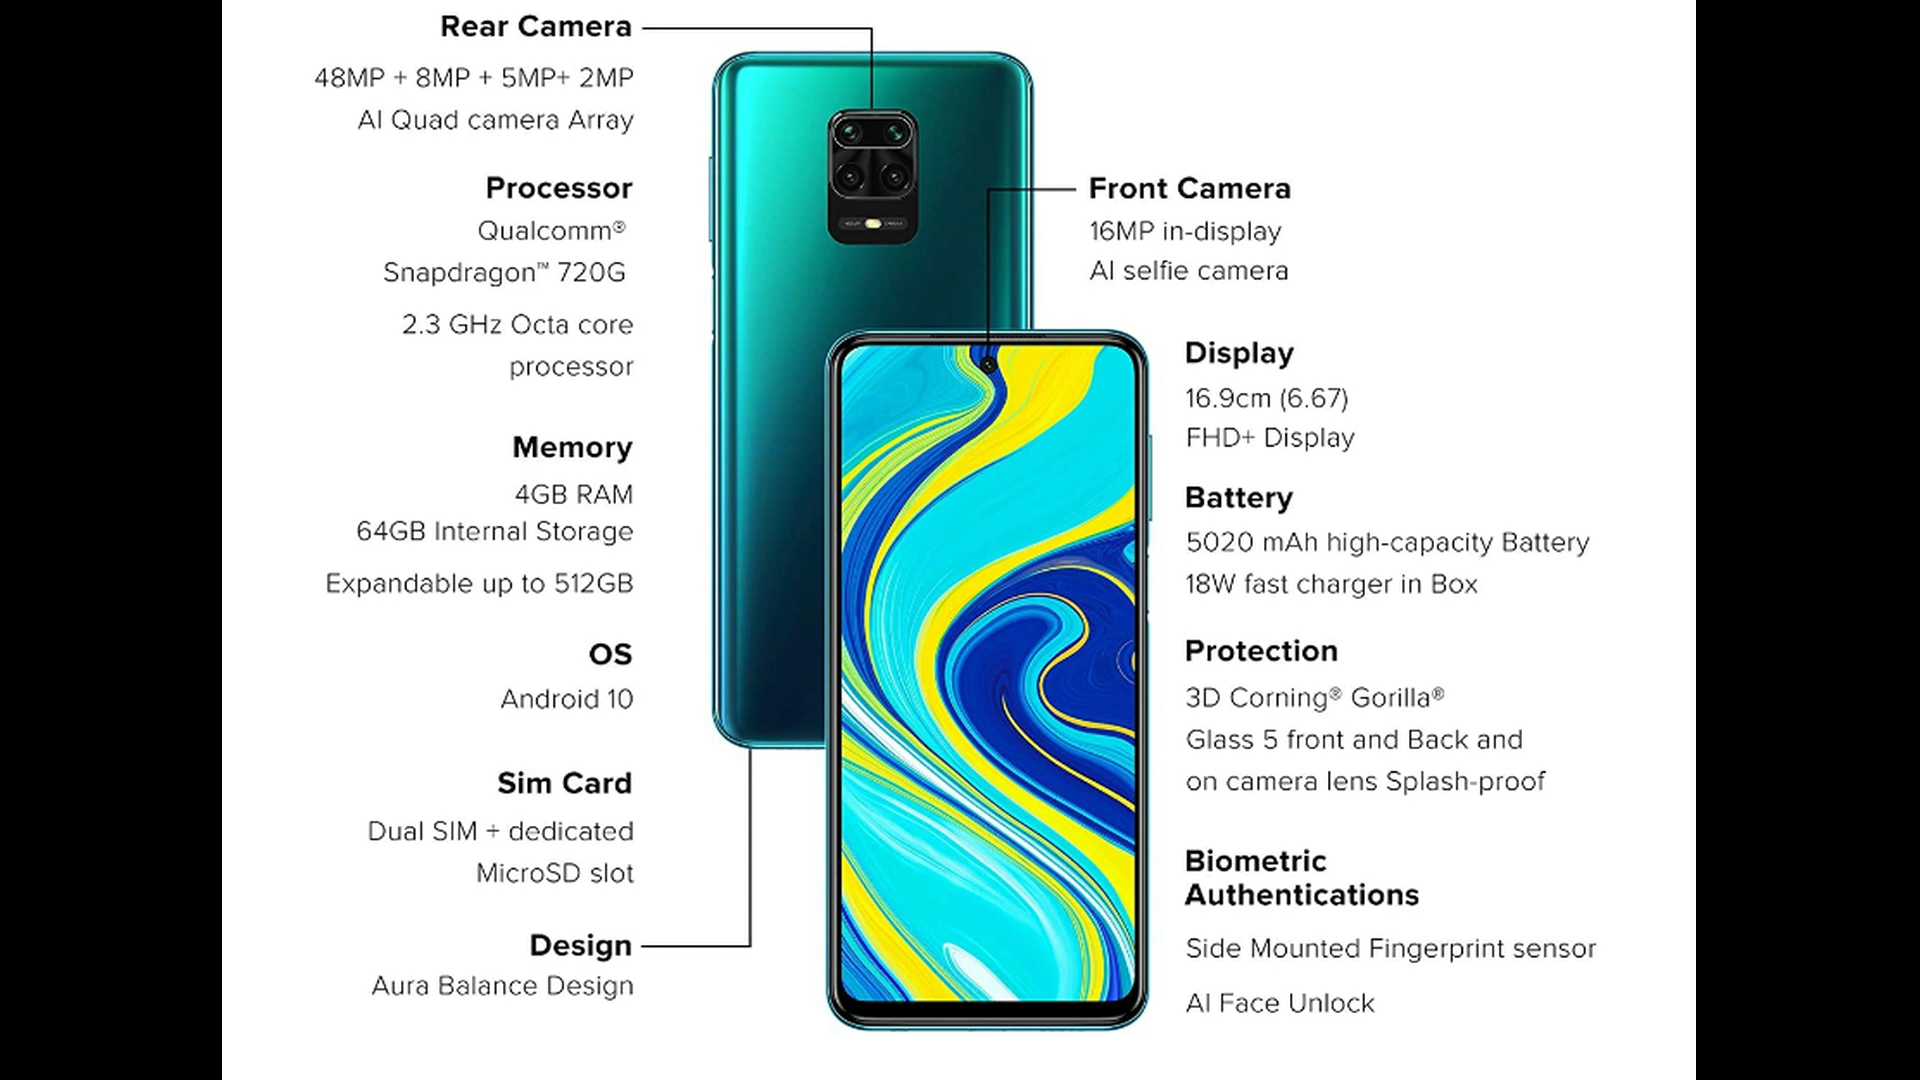 Rear Camera
48MP + 8MP + 5MP+ 2MP
AI Quad camera Array
Processor
Qualcomm®
Snapdragon™ 720G
2.3 GHz Octa core
processor
Memory
4GB RAM
64GB Internal Storage
Expandable up to 512GB
OS
Android 10
Sim Card
Dual SIM + dedicated
MicroSD slot
Design
Aura Balance Design
Front Camera
16MP in-display
AI selfie camera
Display
16.9cm (6.67)
FHD+ Display
Battery
5020 mAh high-capacity Battery
18W fast charger in Box
Protection
3D Corning® Gorilla®
Glass 5 front and Back and
on camera lens Splash-proof
Biometric
Authentications
Side Mounted Fingerprint sensor
AI Face Unlock